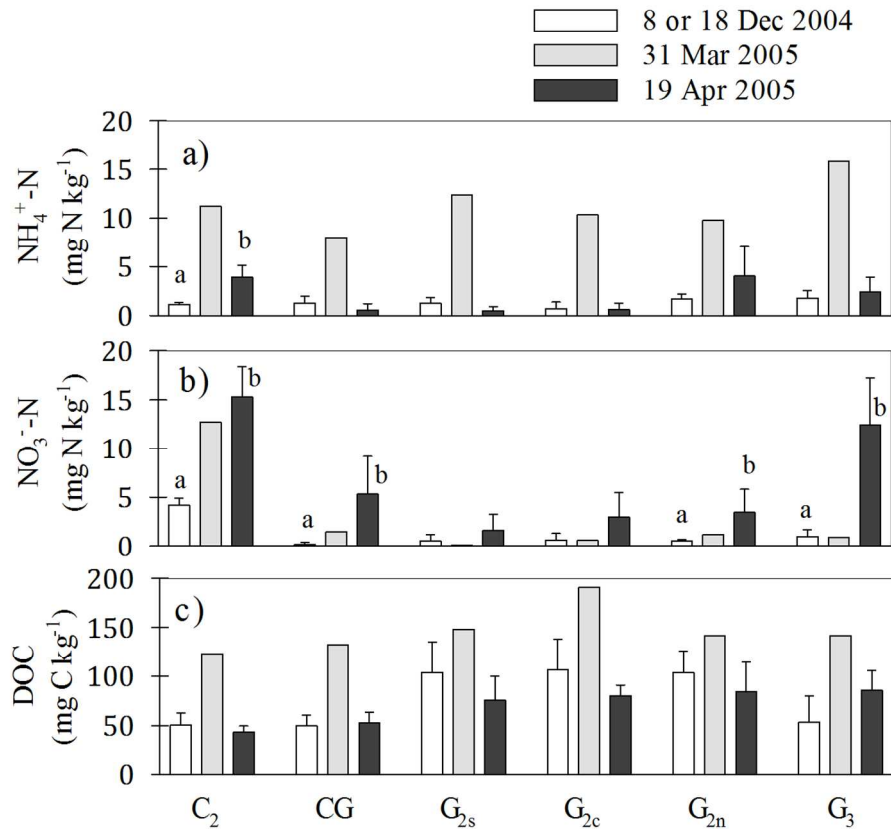 8 or 18 Dec 2004
31 Mar 2005
19 Apr 2005
a)
NH₄⁺-N
(mg N kg⁻¹)
20
15
10
5
0
a
b
b)
NO₃⁻-N
(mg N kg⁻¹)
20
15
10
5
0
a
b
a
b
a
b
a
b
c)
DOC
(mg C kg⁻¹)
200
150
100
50
0
C₂ CG G₂ₛ G₂c G₂ₙ G₃